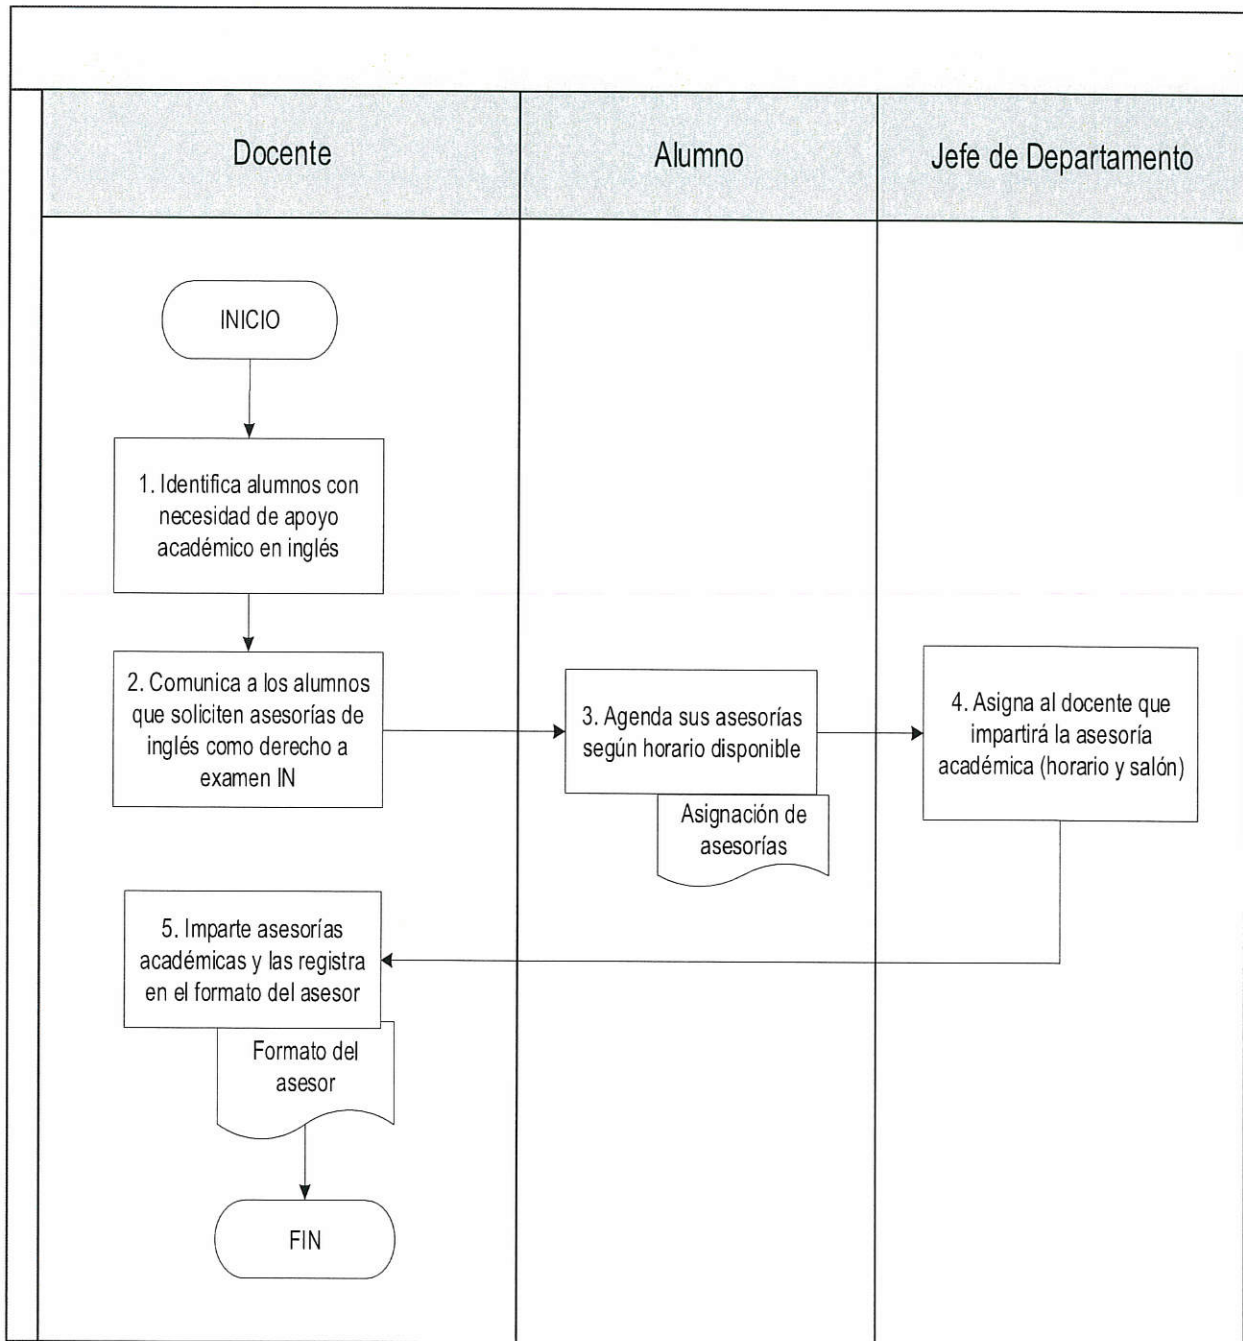 Docente
Alumno
Jefe de Departamento
INICIO
1. Identifica alumnos con
necesidad de apoyo
académico en inglés
2. Comunica a los alumnos
que soliciten asesorías de
inglés como derecho a
examen IN
3. Agenda sus asesorías
según horario disponible
Asignación de
asesorías
4. Asigna al docente que
impartirá la asesoría
académica (horario y salón)
5. Imparte asesorías
académicas y las registra
en el formato del asesor
Formato del
asesor
FIN